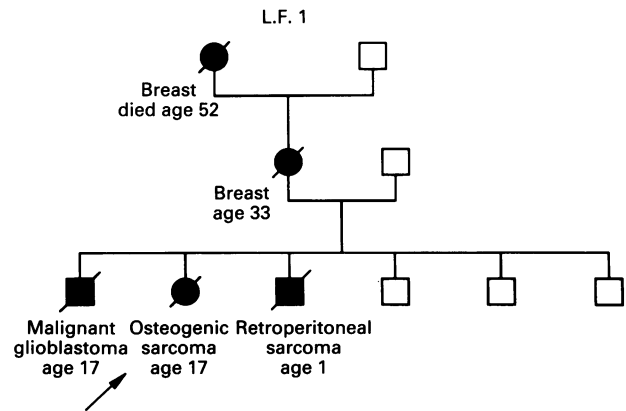 L.F. 1
Breast
died age 52
Breast
age 33
Malignant
glioblastoma
age 17
Osteogenic
sarcoma
age 17
Retroperitoneal
sarcoma
age 1